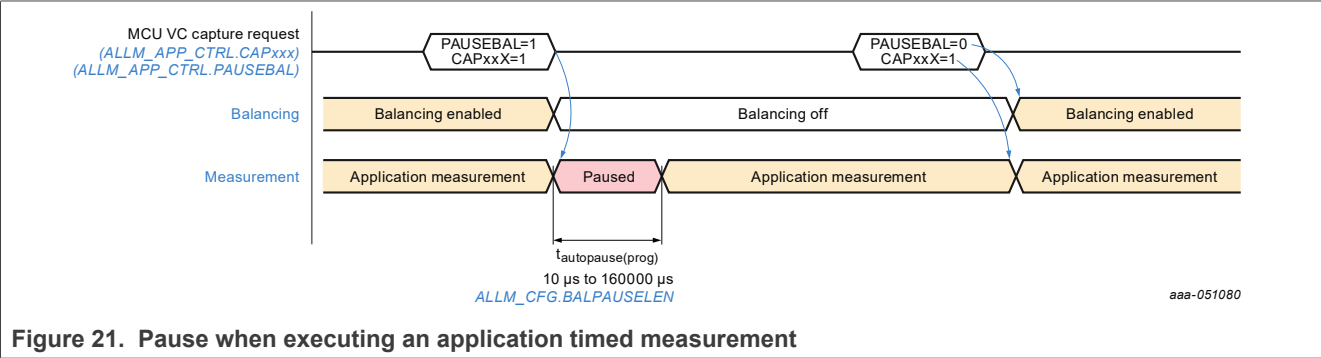 MCU VC capture request
(ALLM_APP_CTRL.CAPxxx)
(ALLM_APP_CTRL.PAUSEBAL)
PAUSEBAL=1
CAPxxX=1
PAUSEBAL=0
CAPxxX=1
Balancing
Balancing enabled
Balancing off
Balancing enabled
Measurement
Application measurement
Paused
Application measurement
Application measurement
tautopause(prog)
10 µs to 160000 µs
ALLM_CFG.BALPAUSELEN
aaa-051080
Figure 21. Pause when executing an application timed measurement